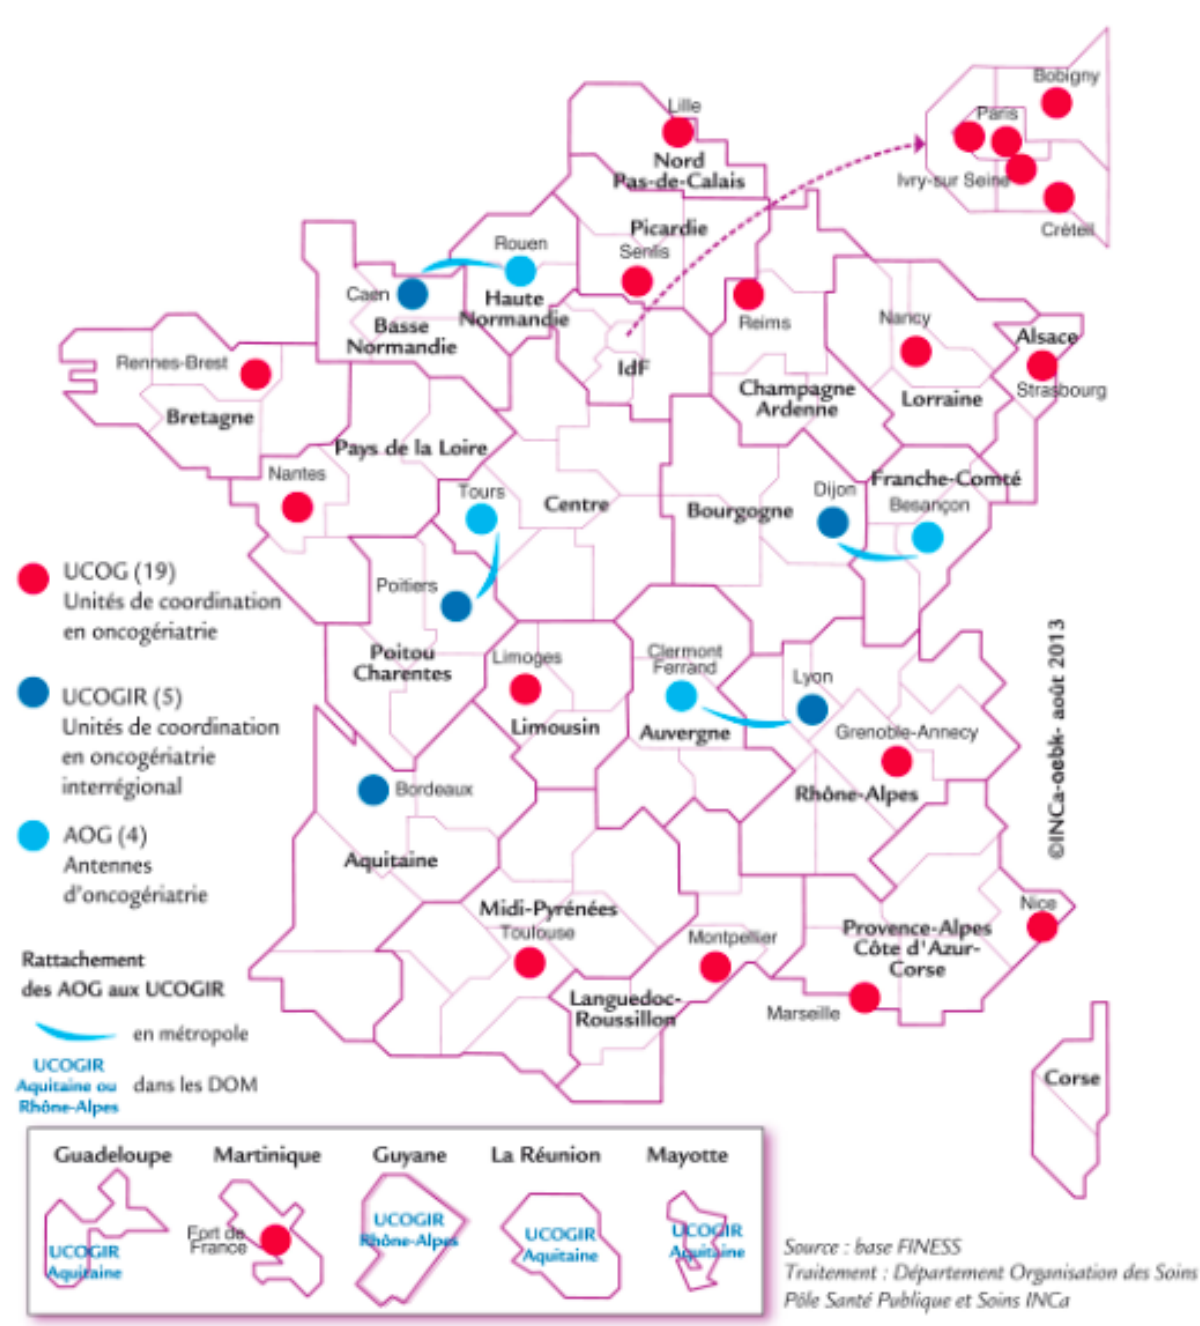 Bobigny
Paris
Ivry-sur Seine
Créteil
Lille
Nord
Pas-de-Calais
Picardie
Senlis
Rouen
Haute
Normandie
Caen
Basse
Normandie
IdF
Reims
Champagne
Ardenne
Nancy
Lorraine
Alsace
Strasbourg
Rennes-Brest
Bretagne
Pays de la Loire
Nantes
Tours
Centre
Bourgogne
Dijon
Franche-Comté
Besançon
Poitiers
Poitou
Charentes
Limoges
Limousin
Clermont
Ferrand
Auvergne
Lyon
Grenoble-Annecy
Rhône-Alpes
Bordeaux
Aquitaine
Midi-Pyrénées
Toulouse
Montpellier
Languedoc-
Roussillon
Provence-Alpes
Côte d'Azur-
Corse
Nice
Marseille
Corse
©INCa-oebk- août 2013
UCOG (19)
Unités de coordination
en oncogériatrie
UCOGIR (5)
Unités de coordination
en oncogériatrie
interrégional
AOG (4)
Antennes
d'oncogériatrie
Rattachement
des AOG aux UCOGIR
en métropole
UCOGIR
Aquitaine ou
Rhône-Alpes
dans les DOM
Guadeloupe
UCOGIR
Aquitaine
Martinique
Fort de
France
Guyane
UCOGIR
Rhône-Alpes
La Réunion
UCOGIR
Aquitaine
Mayotte
UCOGIR
Aquitaine
Source : base FINESS
Traitement : Département Organisation des Soins
Pôle Santé Publique et Soins INCa